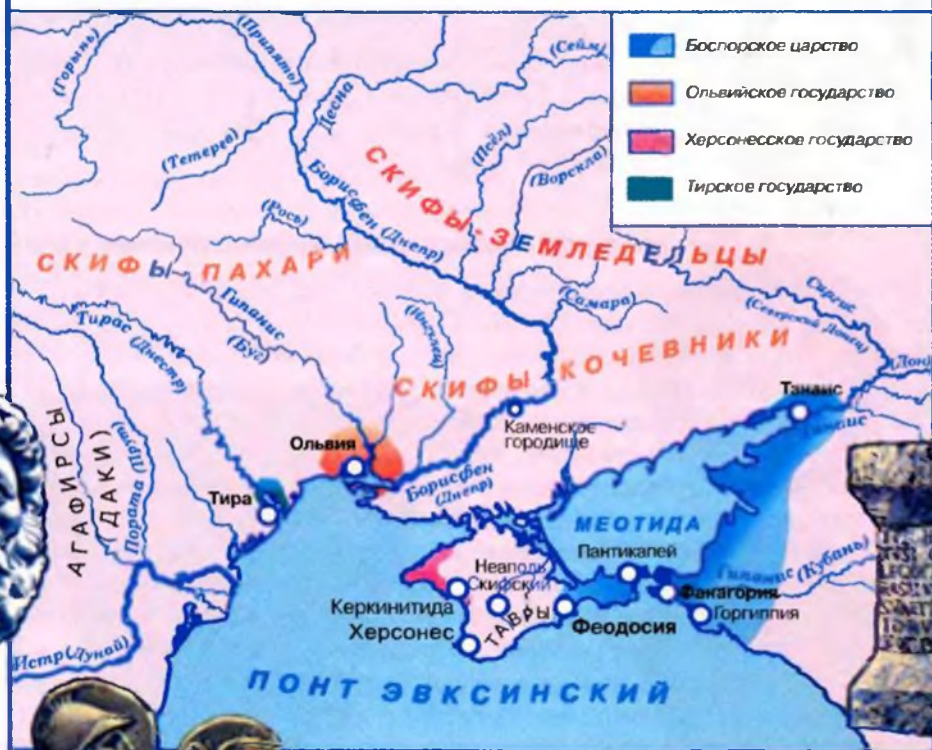 Боспорское царство
Ольвийское государство
Херсонесское государство
Тирское государство
(Горынь)
(Припять)
(Сейм)
Десна
(Псёл)
(Тетерев)
(Ворскла)
СКИФЫ-ЗЕМЛЕДЕЛЬЦЫ
Борисфен (Днепр)
(Рось)
СКИФЫ ПАХАРИ
Сиргис
(Северский Донец)
(Самара)
Гипанис
(Буг)
Тирас
(Днестр)
(Ингулец)
СКИФЫ КОЧЕВНИКИ
(Дон)
Танаис
Танаис
Каменское
городище
Ольвия
Борисфен
(Днепр)
Тира
АГАФИРСЫ
(ДАКИ)
Пората (Прут)
МЕОТИДА
Пантикапей
Неаполь
Скифский
Гипанис (Кубань)
Фанагория
Горгиппия
Керкинитида
ТАВРЫ
Феодосия
Херсонес
Истр (Дунай)
ПОНТ ЭВКСИНСКИЙ